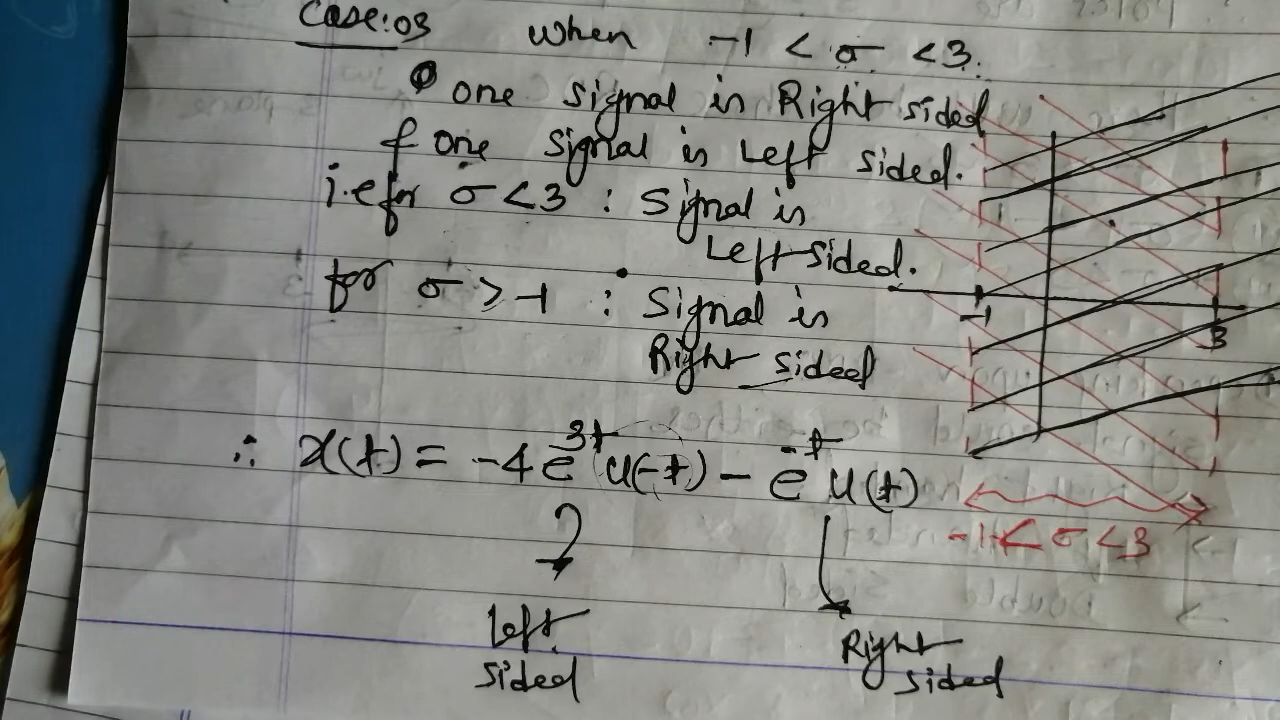 Case:03 When -1 < σ < 3.
one signal is Right sided
& one signal is Left sided.
i.e for σ < 3 : Signal is
Left sided.
for σ > -1 : Signal is
Right sided
-1
3
∴ x(t) = -4e^{3t} u(-t) - e^{-t} u(t)
-1 < σ < 3
Left sided
Right sided